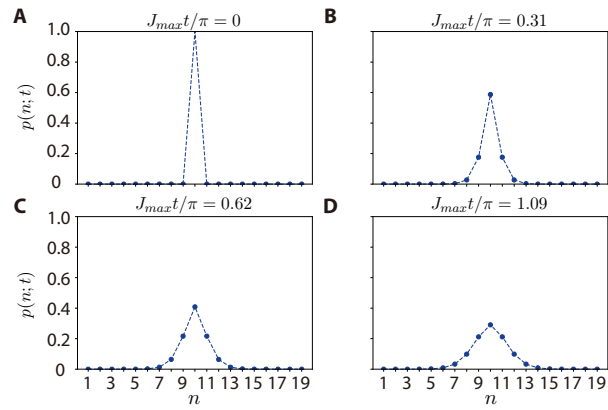 A
J_{max}t/π = 0
p(n;t)
1.0
0.8
0.6
0.4
0.2
0
B
J_{max}t/π = 0.31
C
J_{max}t/π = 0.62
p(n;t)
1.0
0.8
0.6
0.4
0.2
0
1 3 5 7 9 11 13 15 17 19
n
D
J_{max}t/π = 1.09
1 3 5 7 9 11 13 15 17 19
n